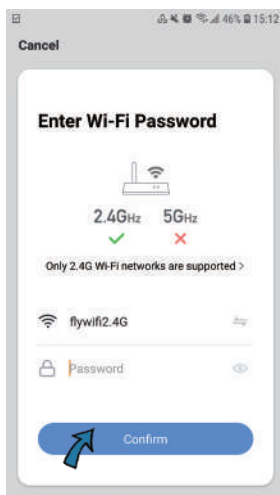 46% 15:12
Cancel
Enter Wi-Fi Password
2.4GHz 5GHz
Only 2.4G Wi-Fi networks are supported >
flywifi2.4G
Password
Confirm